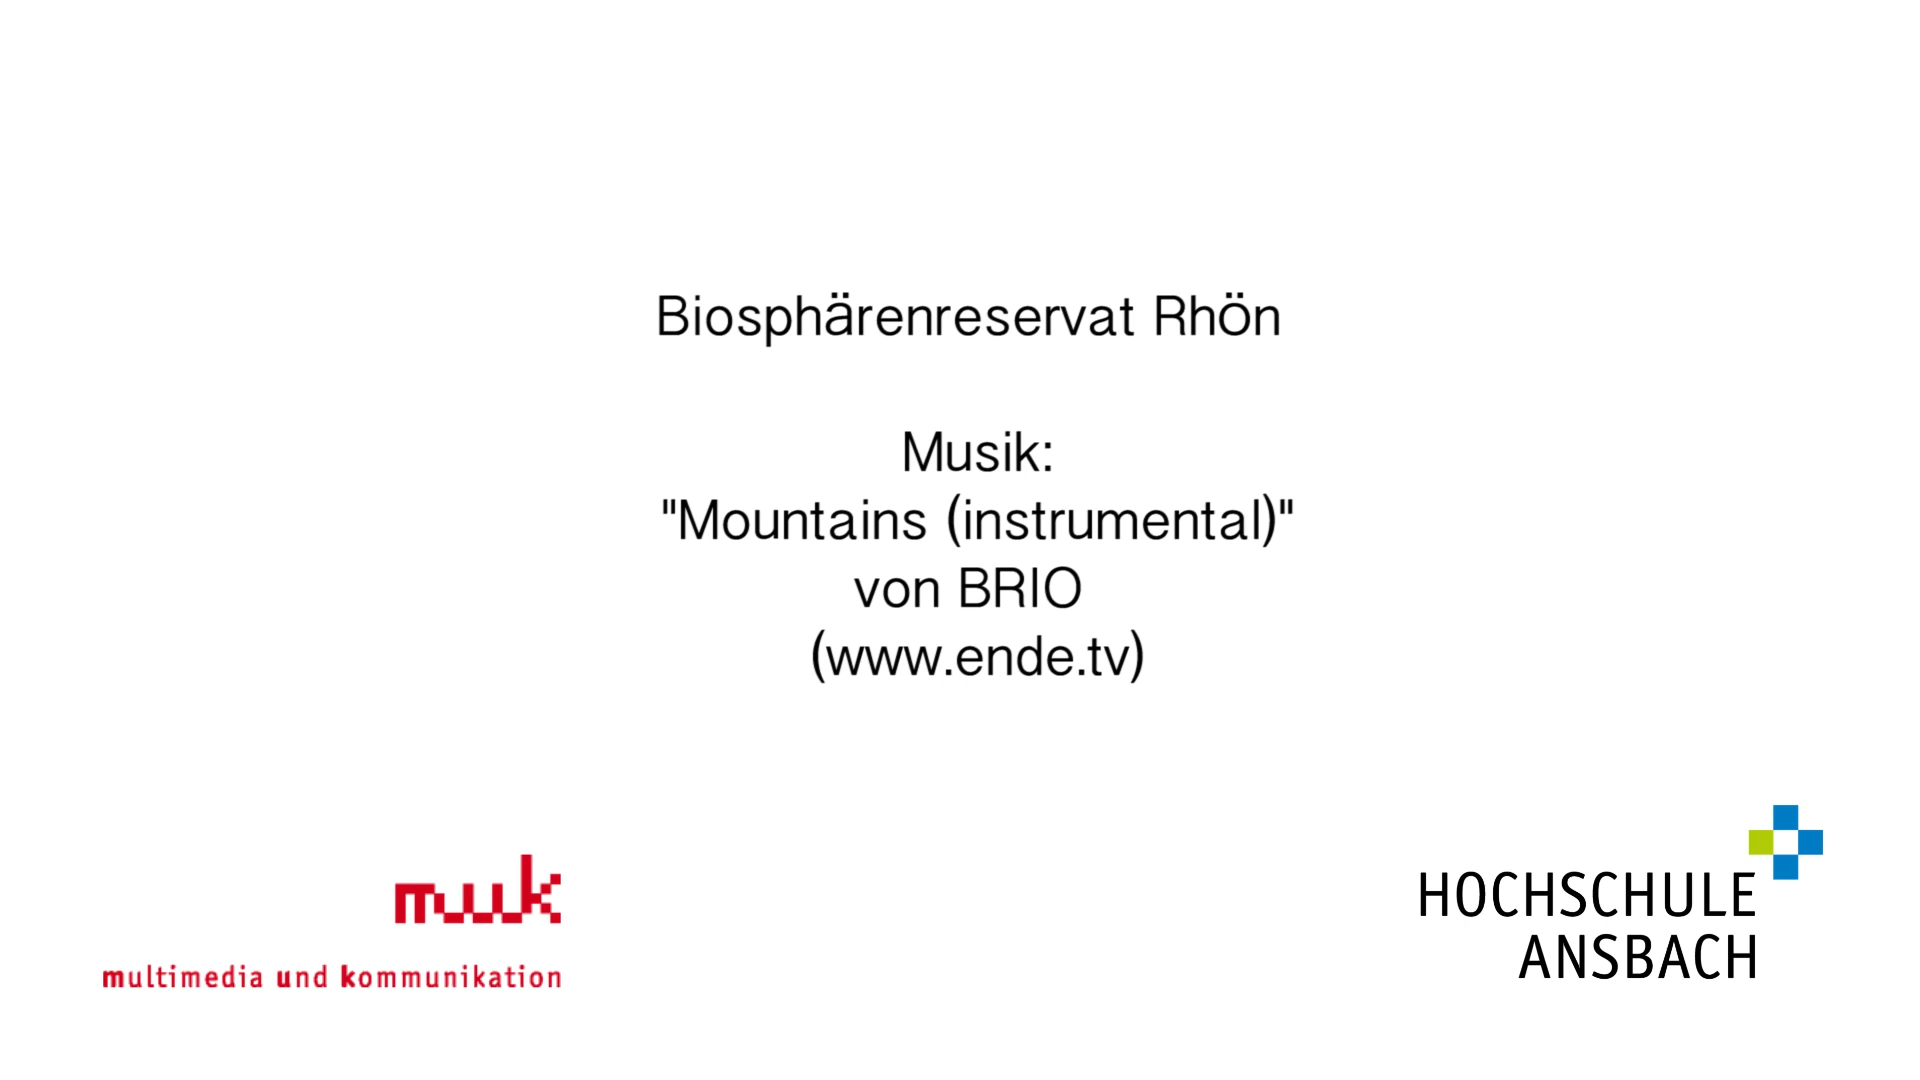 Biosphärenreservat Rhön
Musik:
"Mountains (instrumental)"
von BRIO
(www.ende.tv)
muk
multimedia und kommunikation
HOCHSCHULE
ANSBACH